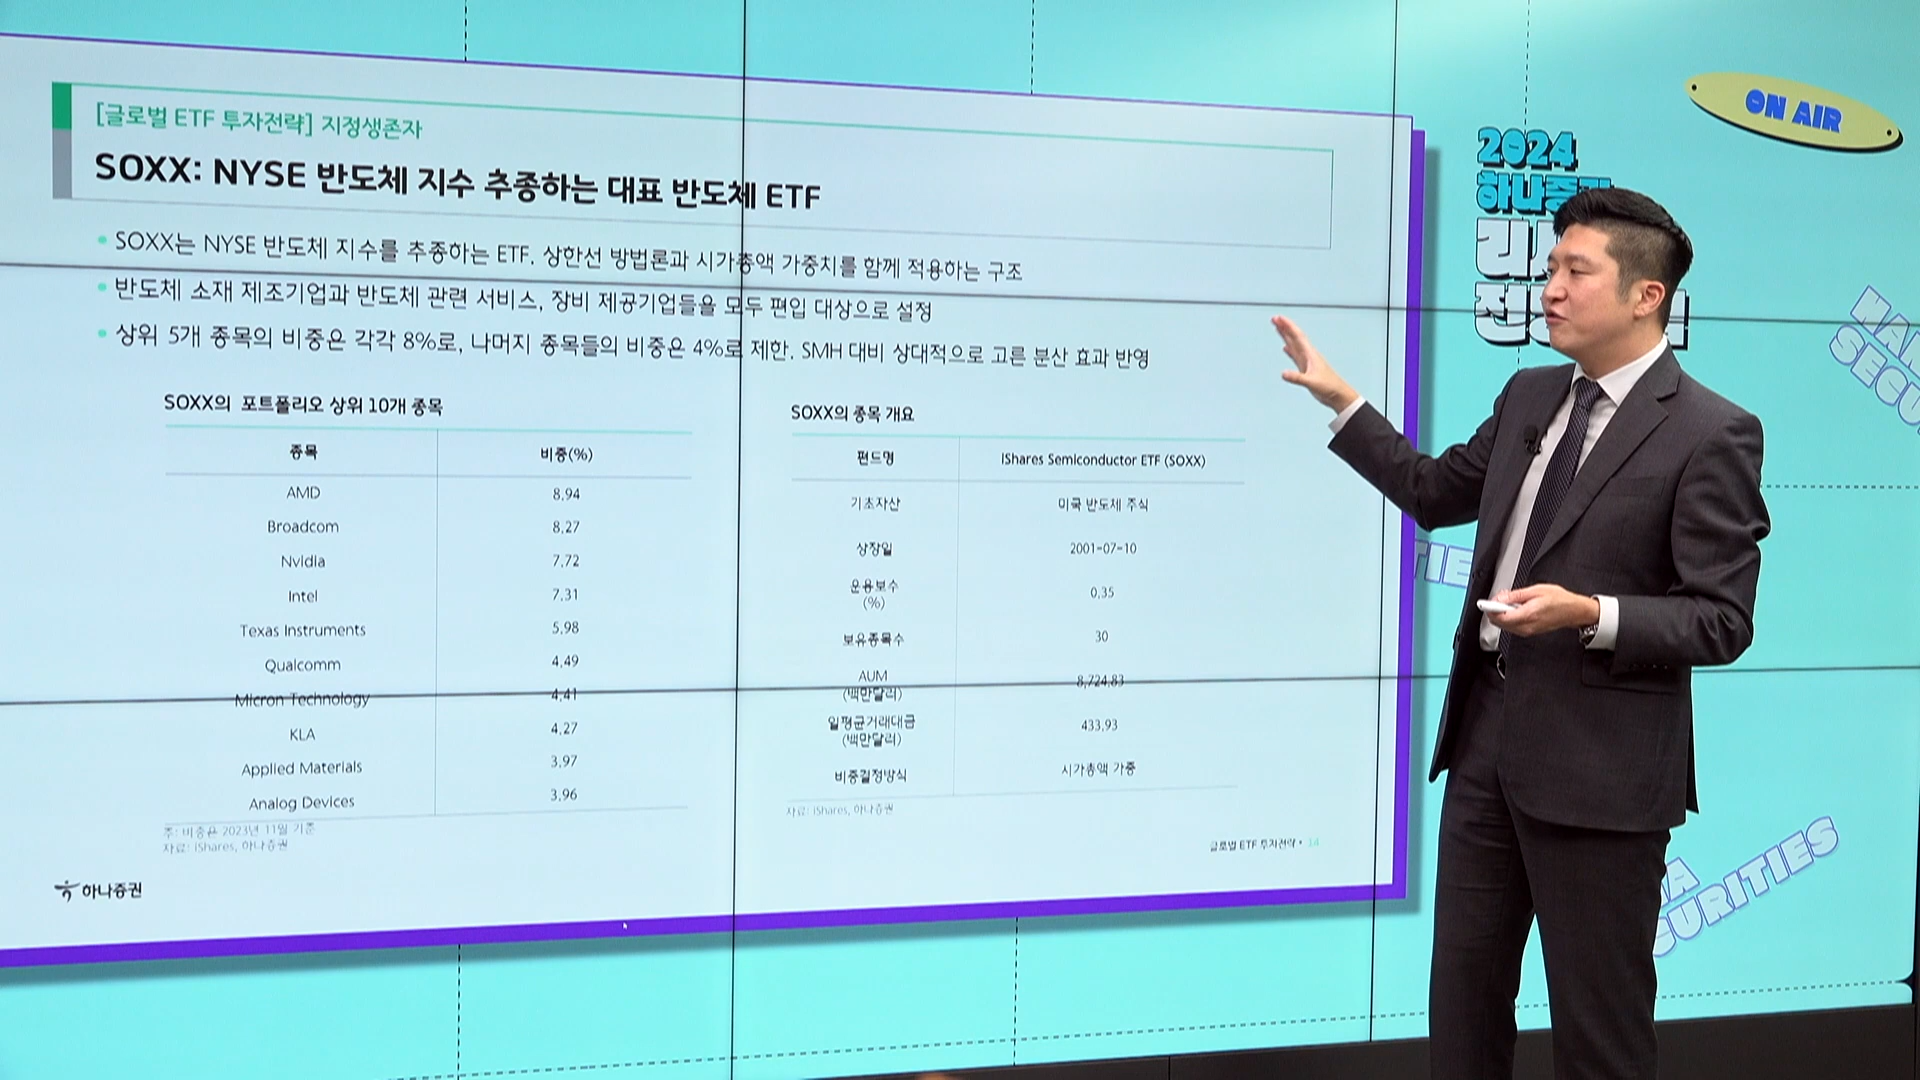 [글로벌 ETF 투자전략] 지정생존자
SOXX: NYSE 반도체 지수 추종하는 대표 반도체 ETF
SOXX는 NYSE 반도체 지수를 추종하는 ETF. 상한선 방법론과 시가총액 가중치를 함께 적용하는 구조
반도체 소재 제조기업과 반도체 관련 서비스, 장비 제공기업들을 모두 편입 대상으로 설정
상위 5개 종목의 비중은 각각 8%로, 나머지 종목들의 비중은 4%로 제한. SMH 대비 상대적으로 고른 분산 효과 반영
SOXX의 포트폴리오 상위 10개 종목
종목 비중(%)
AMD 8.94
Broadcom 8.27
Nvidia 7.72
Intel 7.31
Texas Instruments 5.98
Qualcomm 4.49
Micron Technology 4.41
KLA 4.27
Applied Materials 3.97
Analog Devices 3.96
주: 비중은 2023년 11월 기준
자료: iShares, 하나증권
SOXX의 종목 개요
펀드명 iShares Semiconductor ETF (SOXX)
기초자산 미국 반도체 주식
상장일 2001-07-10
운용보수
(%) 0.35
보유종목수 30
AUM
(백만달러) 8,724.83
일평균거래대금
(백만달러) 433.93
비중결정방식 시가총액 가중
자료: iShares, 하나증권
글로벌 ETF 투자전략 • 14
하나증권
ON AIR
2024
하나증
SECU
TIE
CURITIES